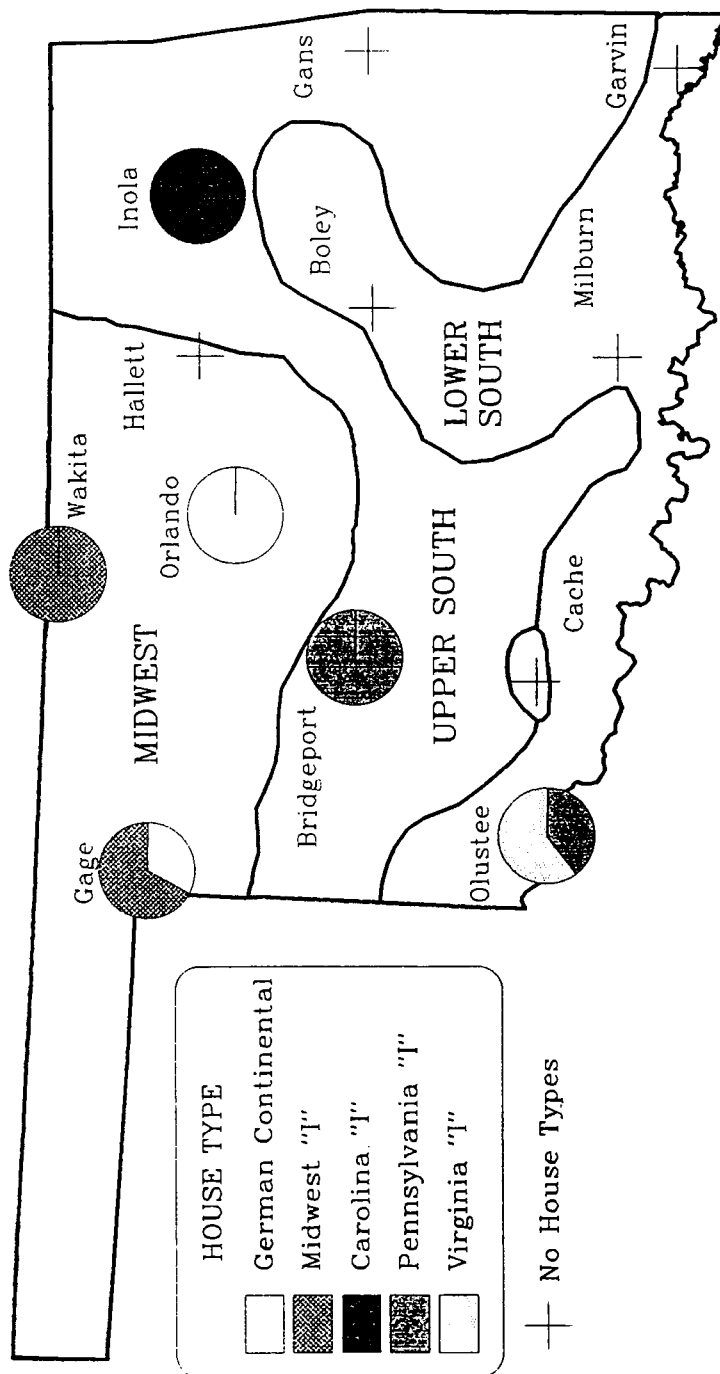 Gage
Wakita
Inola
Hallett
MIDWEST
Orlando
Gans
Boley
Bridgeport
UPPER SOUTH
LOWER
SOUTH
Olustee
Cache
Milburn
Garvin
HOUSE TYPE
German Continental
Midwest "I"
Carolina "I"
Pennsylvania "I"
Virginia "I"
No House Types